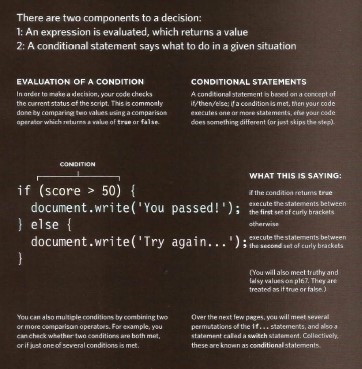 There are two components to a decision:
1: An expression is evaluated, which returns a value
2: A conditional statement says what to do in a given situation
EVALUATION OF A CONDITION
In order to make a decision, your code checks
the current status of the script. This is commonly
done by comparing two values using a comparison
operator which returns a value of true or false.
CONDITIONAL STATEMENTS
A conditional statement is based on a concept of
if/then/else; if a condition is met, then your code
executes one or more statements, else your code
does something different (or just skips the step).
CONDITION
if (score > 50) {
document.write('You passed!');
} else {
document.write('Try again...');
}
WHAT THIS IS SAYING:
if the condition returns true
execute the statements between
the first set of curly brackets
otherwise
execute the statements between
the second set of curly brackets
(You will also meet truthy and
falsy values on p167. They are
treated as if true or false.)
You can also multiple conditions by combining two
or more comparison operators. For example, you
can check whether two conditions are both met,
or if just one of several conditions is met.
Over the next few pages, you will meet several
permutations of the if... statements, and also a
statement called a switch statement. Collectively,
these are known as conditional statements.